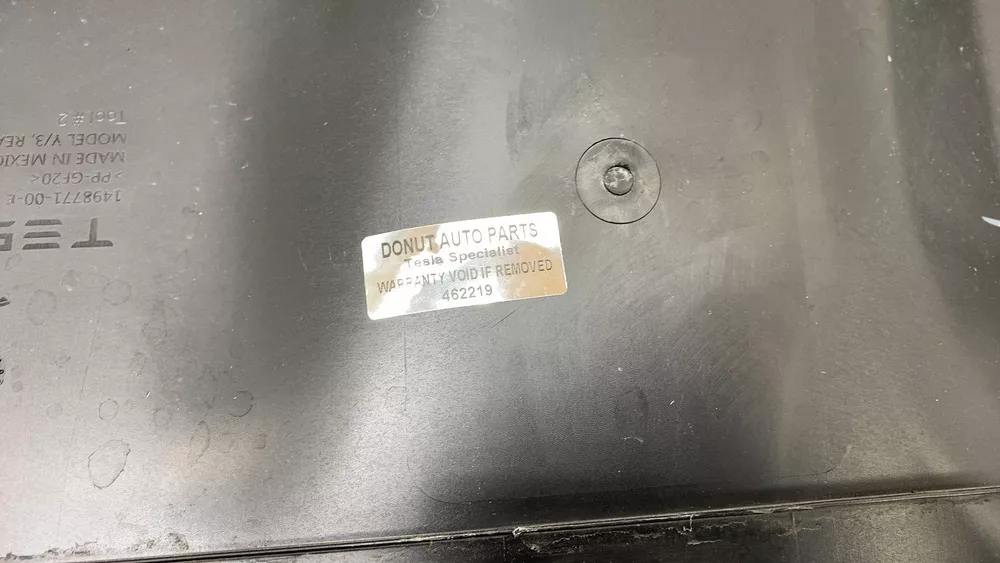 DONUT AUTO PARTS
Tesla Specialist
WARRANTY VOID IF REMOVED
462219
1498771-00-E
>PP-GF20<
MADE IN
MODEL Y/3,
Tool # 2